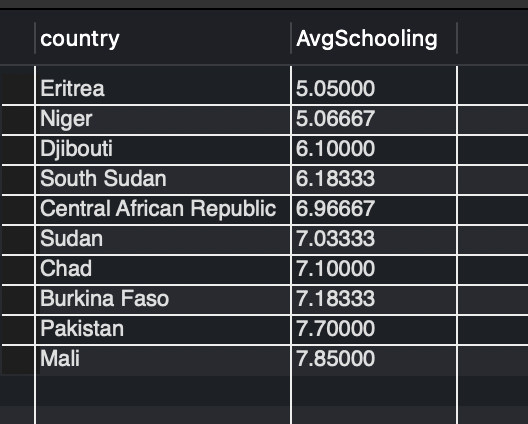 country AvgSchooling
Eritrea 5.05000
Niger 5.06667
Djibouti 6.10000
South Sudan 6.18333
Central African Republic 6.96667
Sudan 7.03333
Chad 7.10000
Burkina Faso 7.18333
Pakistan 7.70000
Mali 7.85000